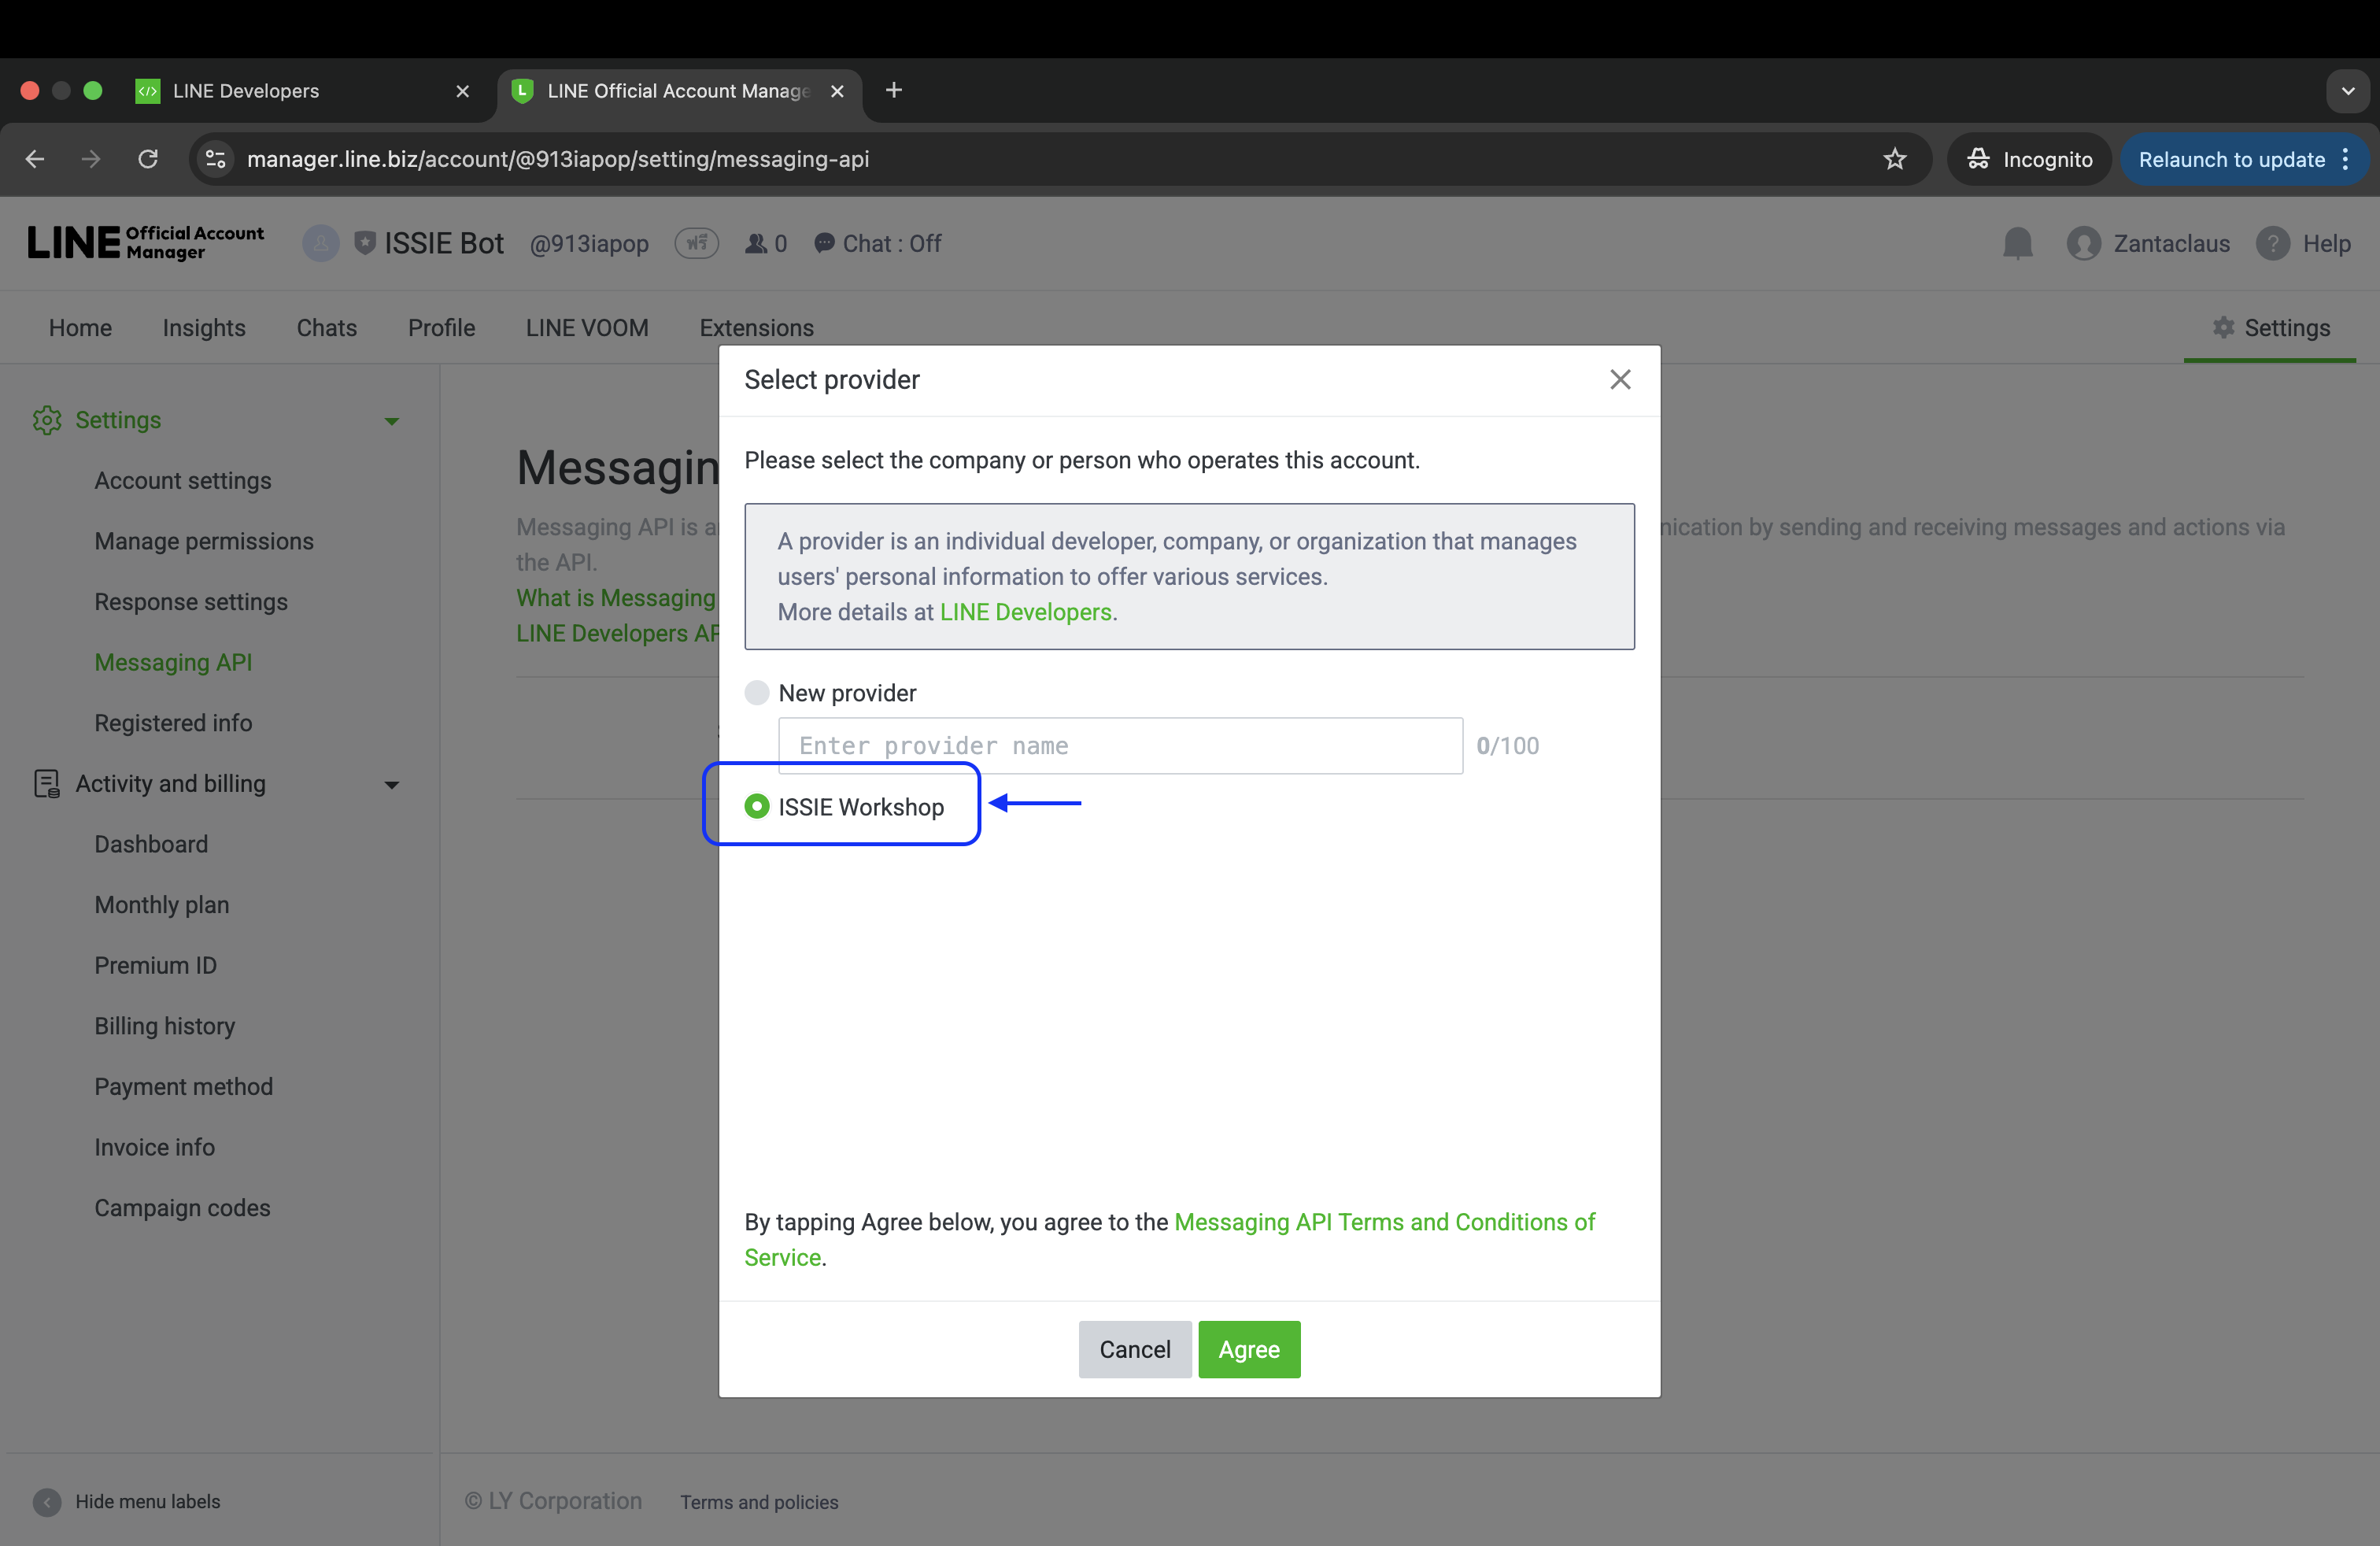 LINE Developers
LINE Official Account Manage
manager.line.biz/account/@913iapop/setting/messaging-api
Incognito
Relaunch to update
LINE Official Account Manager
ISSIE Bot
@913iapop
ฟรี
0
Chat : Off
Zantaclaus
Help
Home
Insights
Chats
Profile
LINE VOOM
Extensions
Settings
Settings
Account settings
Manage permissions
Response settings
Messaging API
Registered info
Activity and billing
Dashboard
Monthly plan
Premium ID
Billing history
Payment method
Invoice info
Campaign codes
Hide menu labels
Messagin
Messaging API is a
nication by sending and receiving messages and actions via
the API.
What is Messaging
LINE Developers AP
Select provider
Please select the company or person who operates this account.
A provider is an individual developer, company, or organization that manages
users' personal information to offer various services.
More details at LINE Developers.
New provider
Enter provider name
0/100
ISSIE Workshop
By tapping Agree below, you agree to the Messaging API Terms and Conditions of
Service.
Cancel
Agree
© LY Corporation
Terms and policies